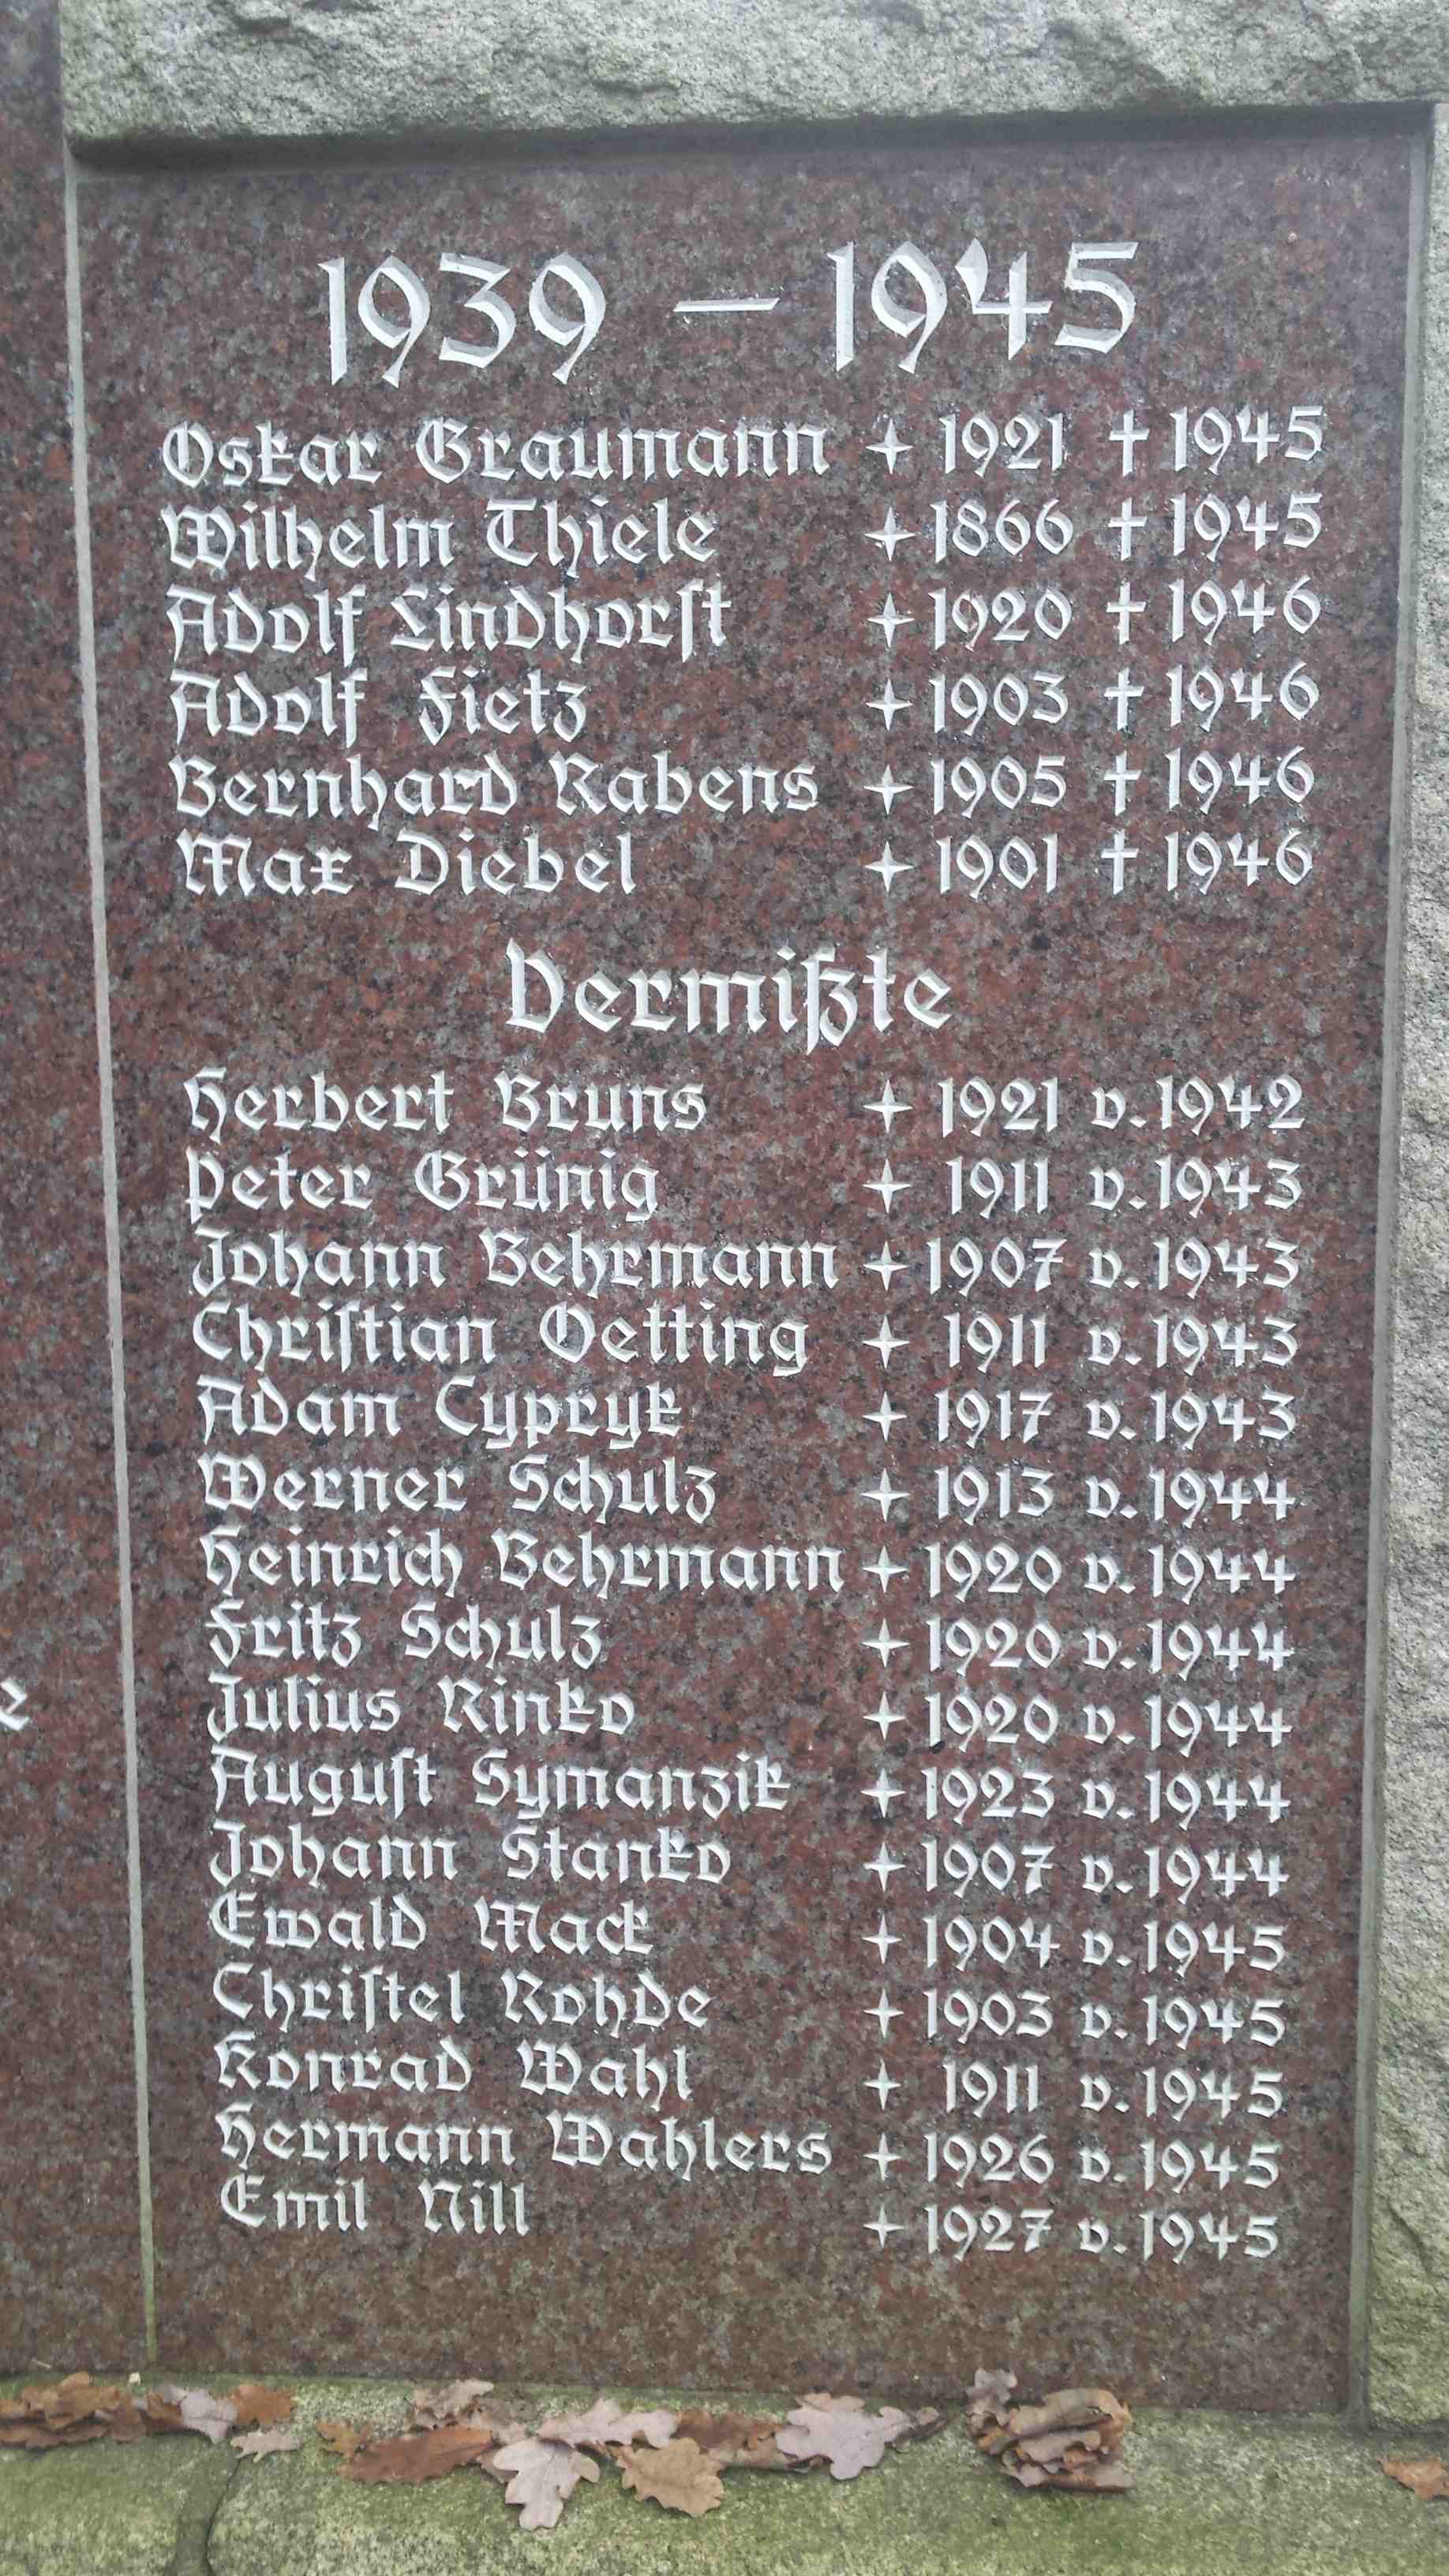 1939 — 1945
Oskar Graumann + 1921 † 1945
Wilhelm Thiele + 1866 † 1945
Adolf Lindhorſt + 1920 † 1946
Adolf Fietz + 1903 † 1946
Bernhard Rabens + 1905 † 1946
Max Diebel + 1901 † 1946
Vermißte
Herbert Bruns + 1921 v. 1942
Peter Grünig + 1911 v. 1943
Johann Behrmann + 1907 v. 1943
Chriſtian Oetting + 1911 v. 1943
Adam Cypryk + 1917 v. 1943
Werner Schulz + 1913 v. 1944
Heinrich Behrmann + 1920 v. 1944
Fritz Schulz + 1920 v. 1944
Julius Rinko + 1920 v. 1944
Auguſt Symanzik + 1923 v. 1944
Johann Stanko + 1907 v. 1944
Ewald Mack + 1904 v. 1945
Chriſtel Rohde + 1903 v. 1945
Konrad Wahl + 1911 v. 1945
Hermann Wahlers + 1926 v. 1945
Emil Nill + 1927 v. 1945